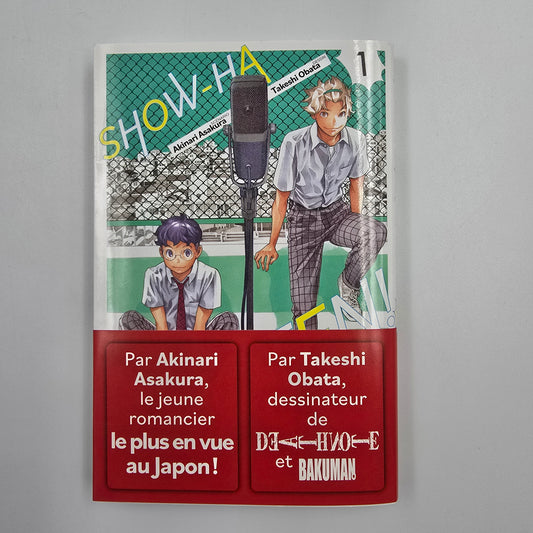 SHOW-HA
Akinari Asakura
Takeshi Obata
1
Par Akinari
Asakura,
le jeune
romancier
le plus en vue
au Japon !
Par Takeshi
Obata,
dessinateur
de
DEATH NOTE
et
BAKUMAN